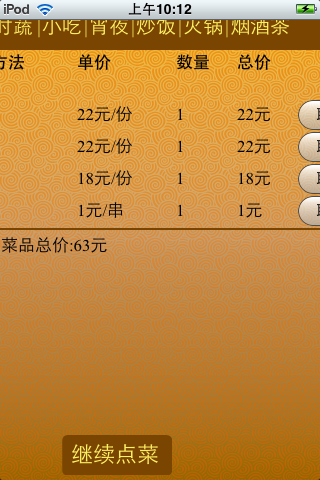 iPod 上午10:12
时蔬|小吃|宵夜|炒饭|火锅|烟酒茶
方法 单价 数量 总价
22元/份 1 22元
22元/份 1 22元
18元/份 1 18元
1元/串 1 1元
菜品总价:63元
继续点菜